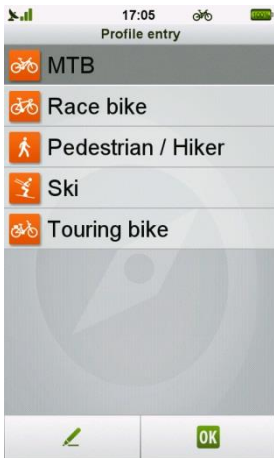 17:05
Profile entry
MTB
Race bike
Pedestrian / Hiker
Ski
Touring bike
OK